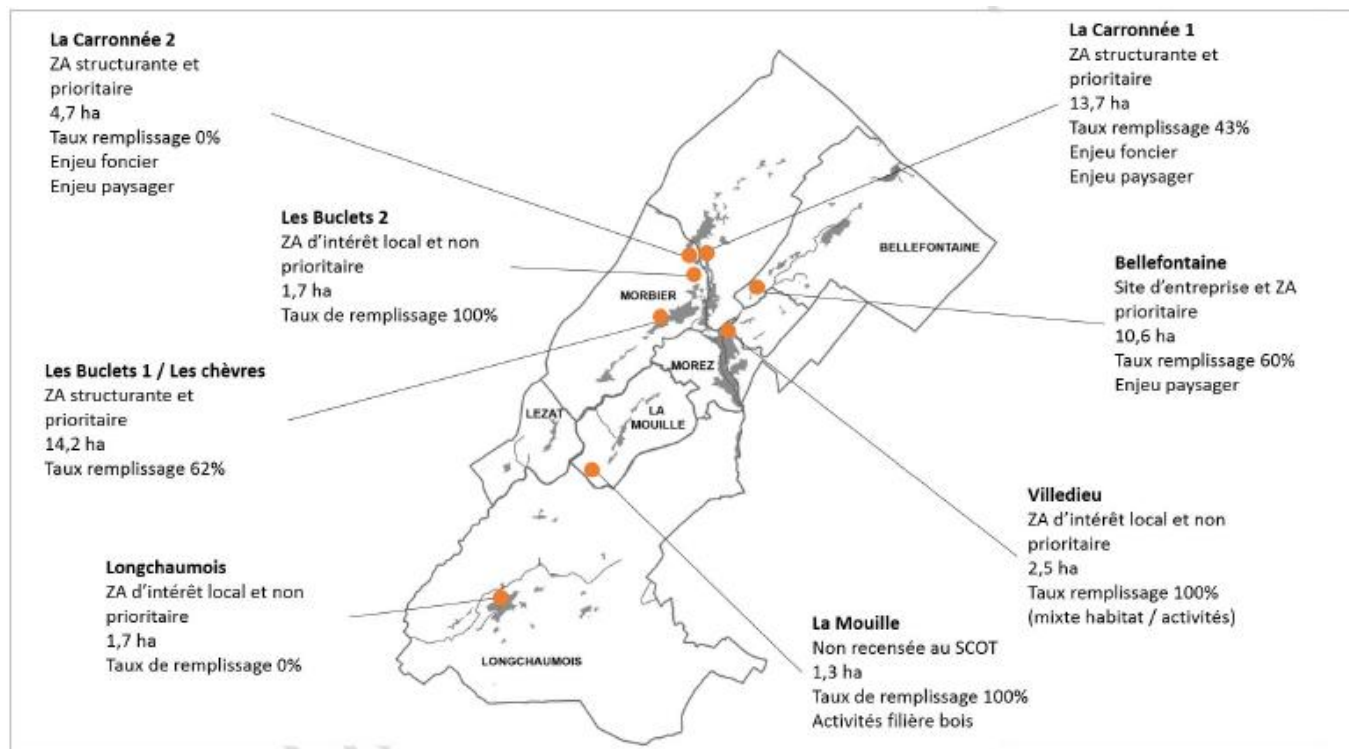 La Carronnée 2
ZA structurante et
prioritaire
4,7 ha
Taux remplissage 0%
Enjeu foncier
Enjeu paysager
La Carronnée 1
ZA structurante et
prioritaire
13,7 ha
Taux remplissage 43%
Enjeu foncier
Enjeu paysager
Les Buclets 2
ZA d'intérêt local et non
prioritaire
1,7 ha
Taux de remplissage 100%
BELLEFONTAINE
Bellefontaine
Site d'entreprise et ZA
prioritaire
10,6 ha
Taux remplissage 60%
Enjeu paysager
MORBIER
Les Buclets 1 / Les chèvres
ZA structurante et
prioritaire
14,2 ha
Taux remplissage 62%
MOREZ
LEZAT
LA
MOUILLE
Villedieu
ZA d'intérêt local et non
prioritaire
2,5 ha
Taux remplissage 100%
(mixte habitat / activités)
Longchaumois
ZA d'intérêt local et non
prioritaire
1,7 ha
Taux de remplissage 0%
LONGCHAUMOIS
La Mouille
Non recensée au SCOT
1,3 ha
Taux de remplissage 100%
Activités filière bois